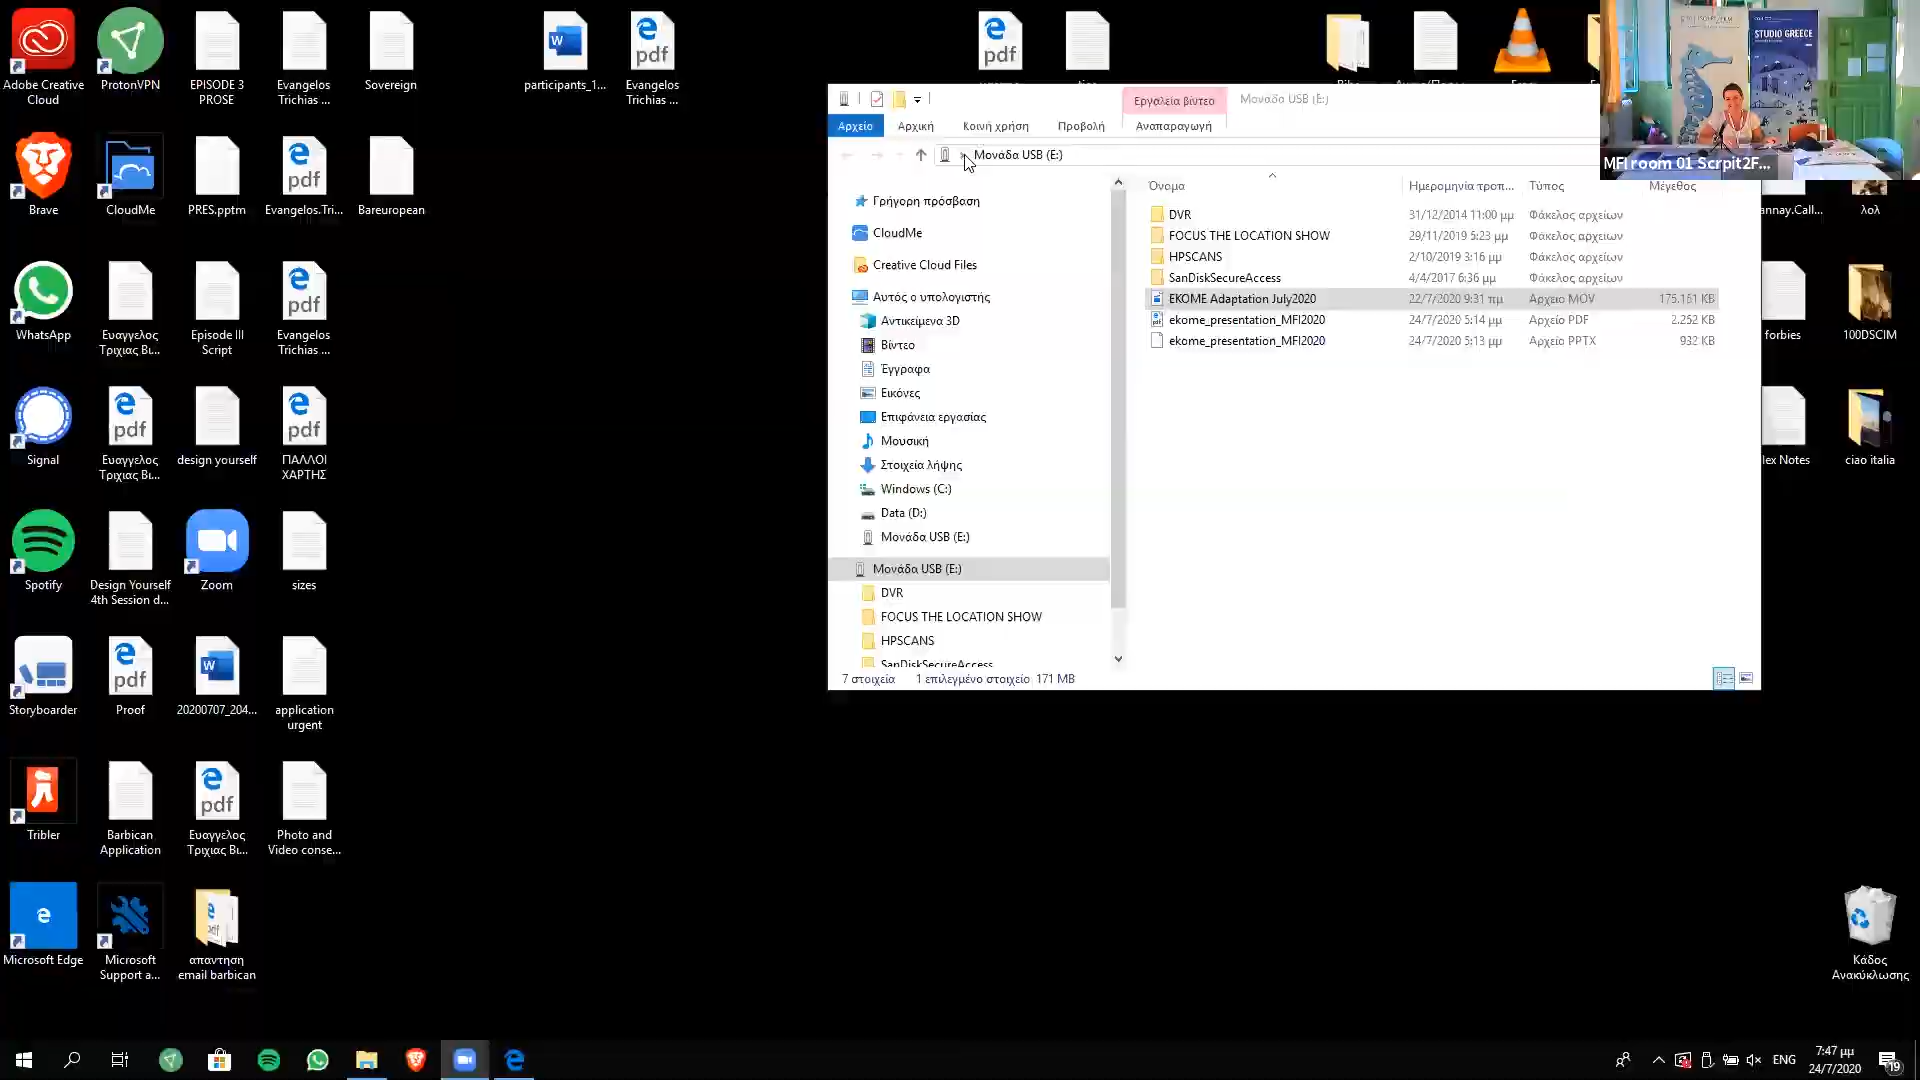 Adobe Creative
Cloud
ProtonVPN
EPISODE 3
PROSE
Evangelos
Trichias ...
Sovereign
participants_1...
Evangelos
Trichias ...
Brave
CloudMe
PRES.pptm
Evangelos.Tri...
Bareuropean
WhatsApp
Ευαγγελος
Τριχιας Βι...
Episode III
Script
Evangelos
Trichias ...
Signal
Ευαγγελος
Τριχιας Βι...
design yourself
ΠΑΛΛΟΙ
ΧΑΡΤΗΣ
Spotify
Design Yourself
4th Session d...
Zoom
sizes
Storyboarder
Proof
20200707_204...
application
urgent
Tribler
Barbican
Application
Ευαγγελος
Τριχιας Βι...
Photo and
Video conse...
Microsoft Edge
Microsoft
Support a...
απαντηση
email barbican
Εργαλεία βίντεο
Μονάδα USB (E:)
Αρχείο
Αρχική
Κοινή χρήση
Προβολή
Αναπαραγωγή
Μονάδα USB (E:)
Γρήγορη πρόσβαση
CloudMe
Creative Cloud Files
Αυτός ο υπολογιστής
Αντικείμενα 3D
Βίντεο
Έγγραφα
Εικόνες
Επιφάνεια εργασίας
Μουσική
Στοιχεία λήψης
Windows (C:)
Data (D:)
Μονάδα USB (E:)
Μονάδα USB (E:)
DVR
FOCUS THE LOCATION SHOW
HPSCANS
SanDiskSecureAccess
Όνομα Ημερομηνία τροπ... Τύπος Μέγεθος
DVR 31/12/2014 11:00 μμ Φάκελος αρχείων
FOCUS THE LOCATION SHOW 29/11/2019 5:23 μμ Φάκελος αρχείων
HPSCANS 2/10/2019 3:16 μμ Φάκελος αρχείων
SanDiskSecureAccess 4/4/2017 6:36 μμ Φάκελος αρχείων
EKOME Adaptation July2020 22/7/2020 9:31 πμ Αρχείο MOV 175.161 KB
ekome_presentation_MFI2020 24/7/2020 5:14 μμ Αρχείο PDF 2.252 KB
ekome_presentation_MFI2020 24/7/2020 5:13 μμ Αρχείο PPTX 932 KB
7 στοιχεία 1 επιλεγμένο στοιχείο 171 MB
STUDIO GREECE
MFI room 01 Scrpit2F...
annay.Call...
λολ
forbies
100DSCIM
lex Notes
ciao italia
Κάδος
Ανακύκλωσης
ENG
7:47 μμ
24/7/2020
19